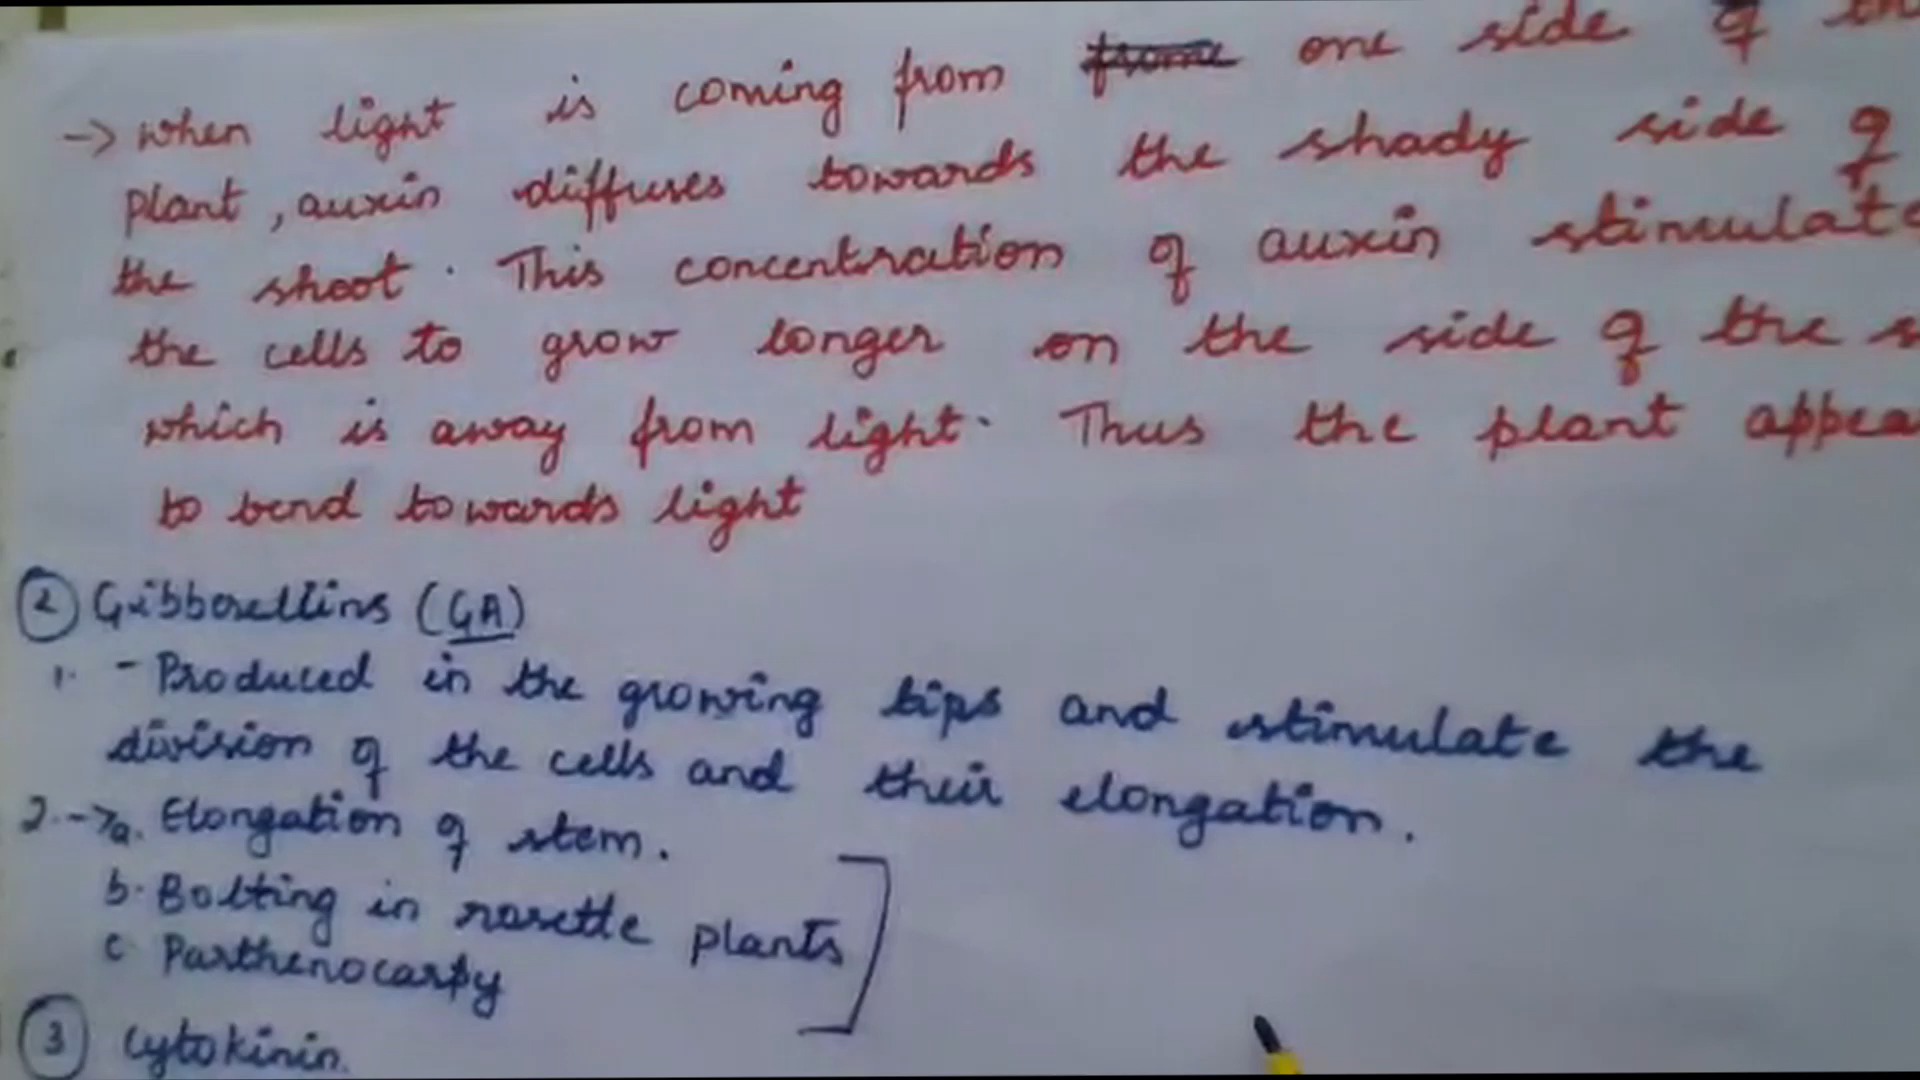 → when light is coming from one side of th
plant, auxin diffuses towards the shady side of
the shoot. This concentration of auxin stimulate
the cells to grow longer on the side of the s
which is away from light. Thus the plant appea
to bend towards light
② Gibberellins (GA)
1. - Produced in the growing tips and stimulate the
division of the cells and their elongation.
2. → a. Elongation of stem.
b. Bolting in rosette plants
c Parthenocarpy
③ Cytokinin.